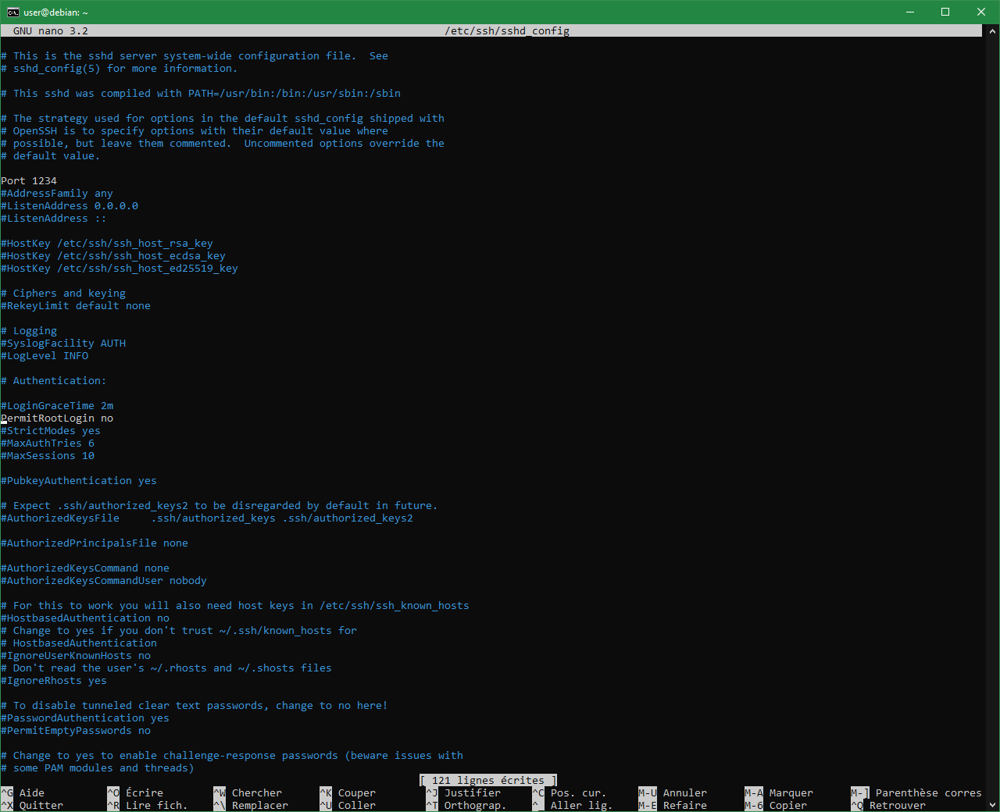 user@debian: ~
GNU nano 3.2 /etc/ssh/sshd_config
# This is the sshd server system-wide configuration file.  See
# sshd_config(5) for more information.
# This sshd was compiled with PATH=/usr/bin:/bin:/usr/sbin:/sbin
# The strategy used for options in the default sshd_config shipped with
# OpenSSH is to specify options with their default value where
# possible, but leave them commented.  Uncommented options override the
# default value.
Port 1234
#AddressFamily any
#ListenAddress 0.0.0.0
#ListenAddress ::
#HostKey /etc/ssh/ssh_host_rsa_key
#HostKey /etc/ssh/ssh_host_ecdsa_key
#HostKey /etc/ssh/ssh_host_ed25519_key
# Ciphers and keying
#RekeyLimit default none
# Logging
#SyslogFacility AUTH
#LogLevel INFO
# Authentication:
#LoginGraceTime 2m
PermitRootLogin no
#StrictModes yes
#MaxAuthTries 6
#MaxSessions 10
#PubkeyAuthentication yes
# Expect .ssh/authorized_keys2 to be disregarded by default in future.
#AuthorizedKeysFile     .ssh/authorized_keys .ssh/authorized_keys2
#AuthorizedPrincipalsFile none
#AuthorizedKeysCommand none
#AuthorizedKeysCommandUser nobody
# For this to work you will also need host keys in /etc/ssh/ssh_known_hosts
#HostbasedAuthentication no
# Change to yes if you don't trust ~/.ssh/known_hosts for
# HostbasedAuthentication
#IgnoreUserKnownHosts no
# Don't read the user's ~/.rhosts and ~/.shosts files
#IgnoreRhosts yes
# To disable tunneled clear text passwords, change to no here!
#PasswordAuthentication yes
#PermitEmptyPasswords no
# Change to yes to enable challenge-response passwords (beware issues with
# some PAM modules and threads)
[ 121 lignes écrites ]
^G Aide ^O Écrire ^W Chercher ^K Couper ^J Justifier ^C Pos. cur. M-U Annuler M-A Marquer M-] Parenthèse corres
^X Quitter ^R Lire fich. ^\ Remplacer ^U Coller ^T Orthograp. ^_ Aller lig. M-E Refaire M-6 Copier ^Q Retrouver